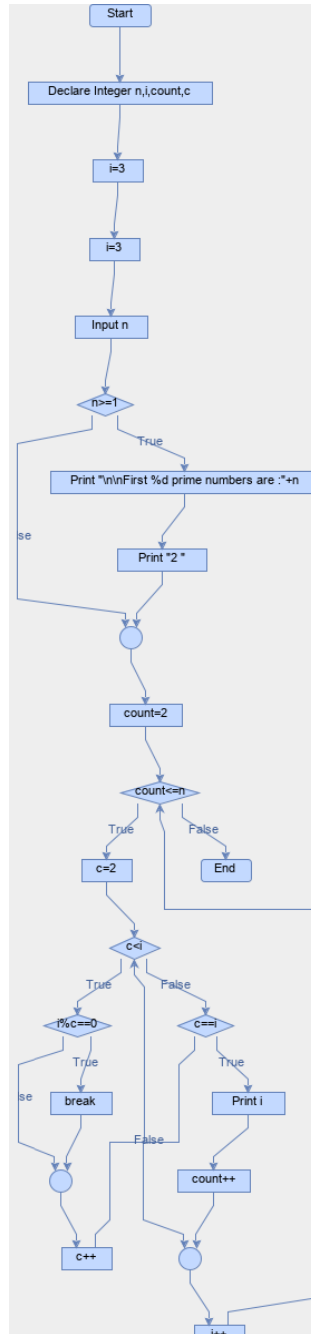 Start
Declare Integer n,i,count,c
i=3
i=3
Input n
n>=1
True
Print "\n\nFirst %d prime numbers are :"+n
se
Print "2 "
count=2
count<=n
True
False
c=2
End
c<i
True
False
i%c==0
c==i
True
True
se
break
Print i
False
count++
c++
i++